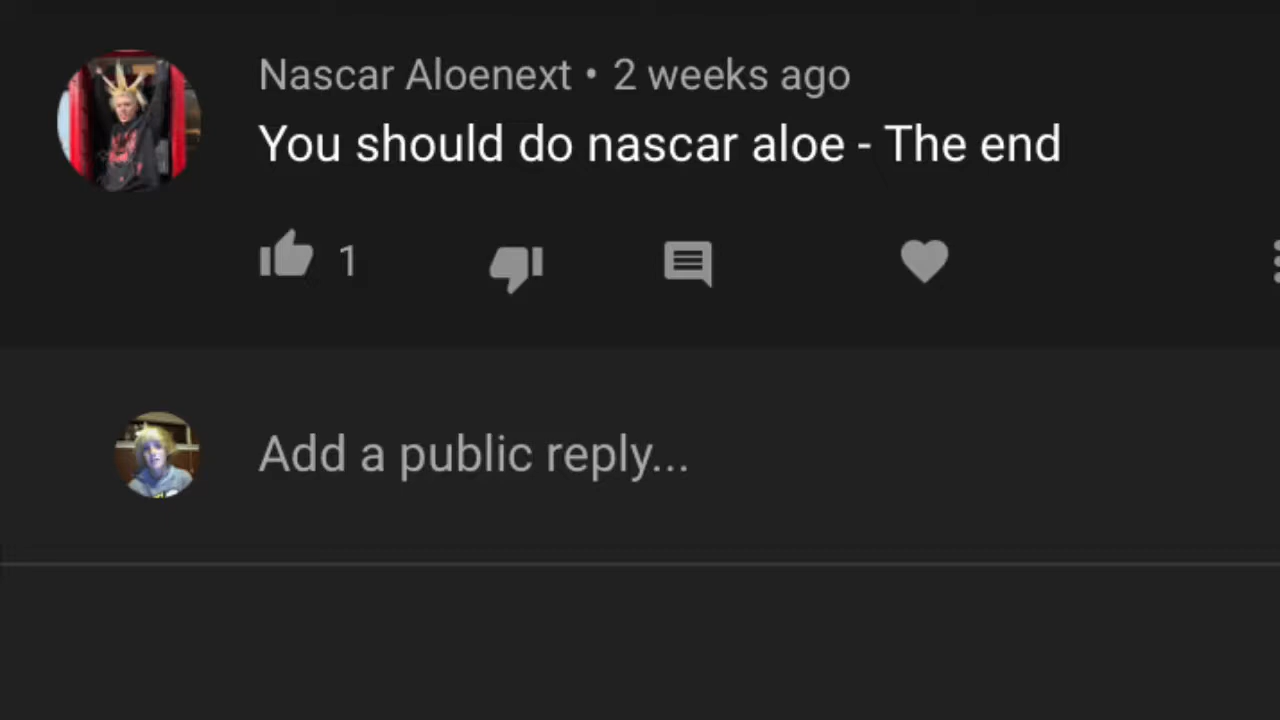 Nascar Aloenext • 2 weeks ago
You should do nascar aloe - The end
1
Add a public reply...